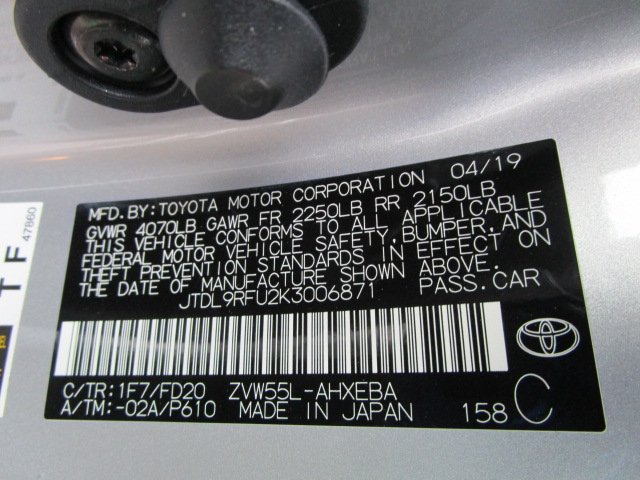 04/19
MFD.BY:TOYOTA MOTOR CORPORATION
GVWR 4070LB GAWR FR 2250LB RR 2150LB
THIS VEHICLE CONFORMS TO ALL APPLICABLE
FEDERAL MOTOR VEHICLE SAFETY,BUMPER,AND
THEFT PREVENTION STANDARDS IN EFFECT ON
THE DATE OF MANUFACTURE SHOWN ABOVE.
JTDL9RFU2K3006871 PASS.CAR
C/TR:1F7/FD20 ZVW55L-AHXEBA
A/TM:-02A/P610 MADE IN JAPAN 158 C
T F
47860